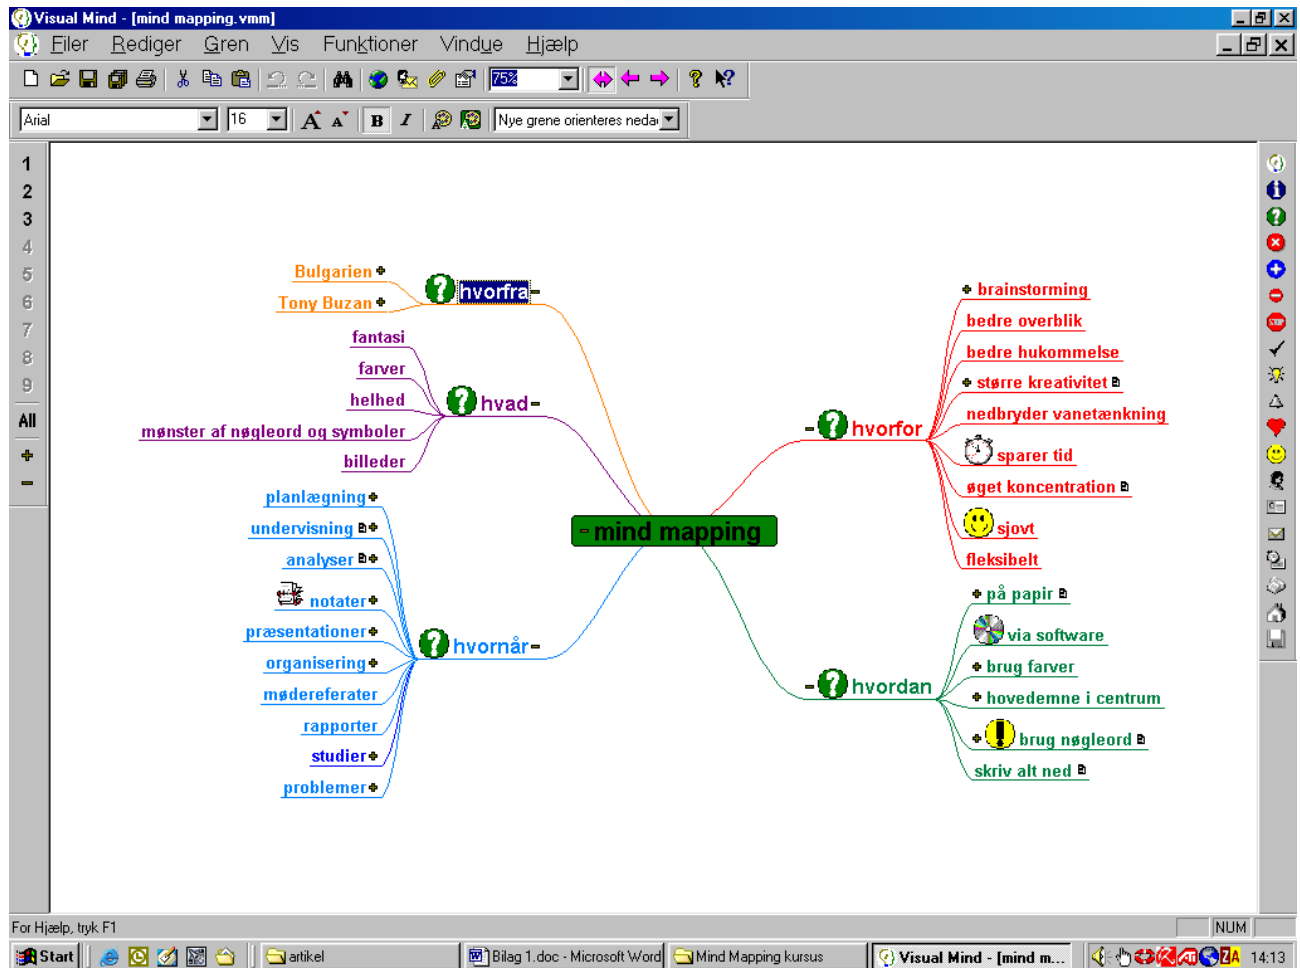 Visual Mind - [mind mapping.vmm]
Filer Rediger Gren Vis Funktioner Vindue Hjælp
75%
Arial 16 B I Nye grene orienteres neda
1
2
3
4
5
6
7
8
9
All
Bulgarien
Tony Buzan
hvorfra
fantasi
farver
helhed
mønster af nøgleord og symboler
billeder
hvad
planlægning
undervisning
analyser
notater
præsentationer
organisering
mødereferater
rapporter
studier
problemer
hvornår
mind mapping
brainstorming
bedre overblik
bedre hukommelse
større kreativitet
nedbryder vanetænkning
sparer tid
øget koncentration
sjovt
fleksibelt
hvorfor
på papir
via software
brug farver
hovedemne i centrum
brug nøgleord
skriv alt ned
hvordan
For Hjælp, tryk F1
NUM
Start artikel Bilag 1.doc - Microsoft Word Mind Mapping kursus Visual Mind - [mind m... ZA 14:13